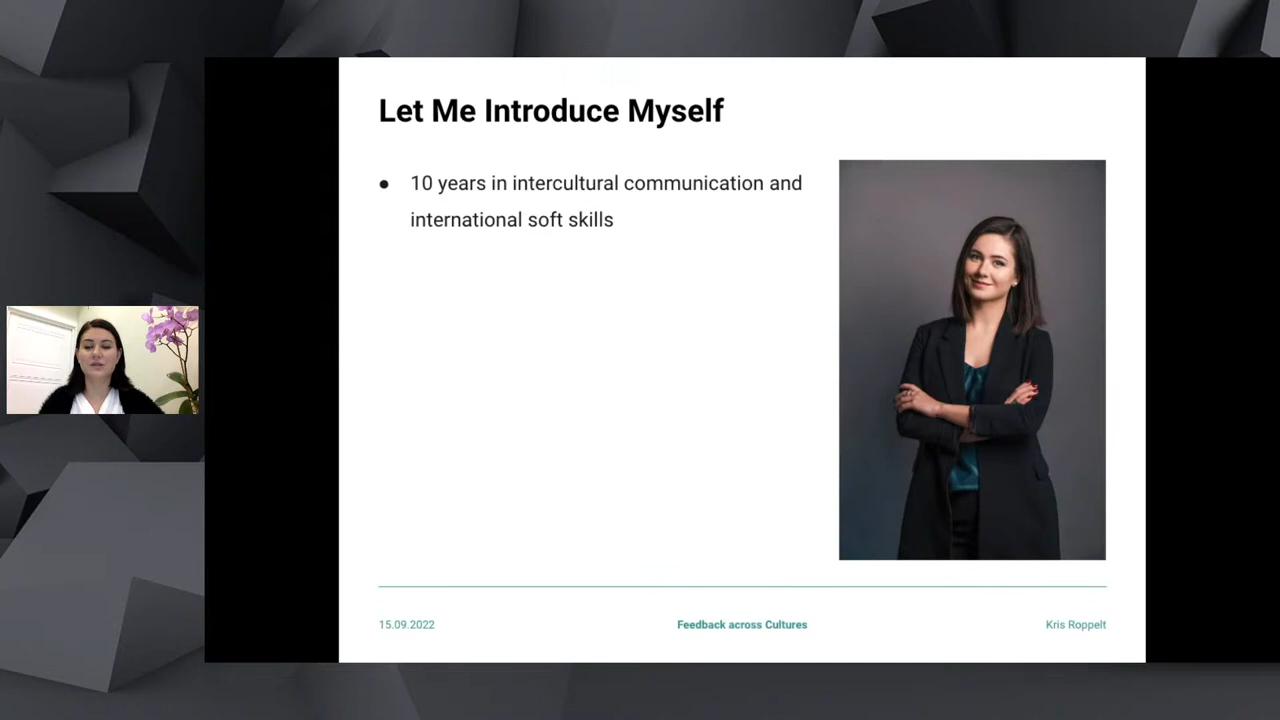 Let Me Introduce Myself
● 10 years in intercultural communication and
international soft skills
15.09.2022
Feedback across Cultures
Kris Roppelt